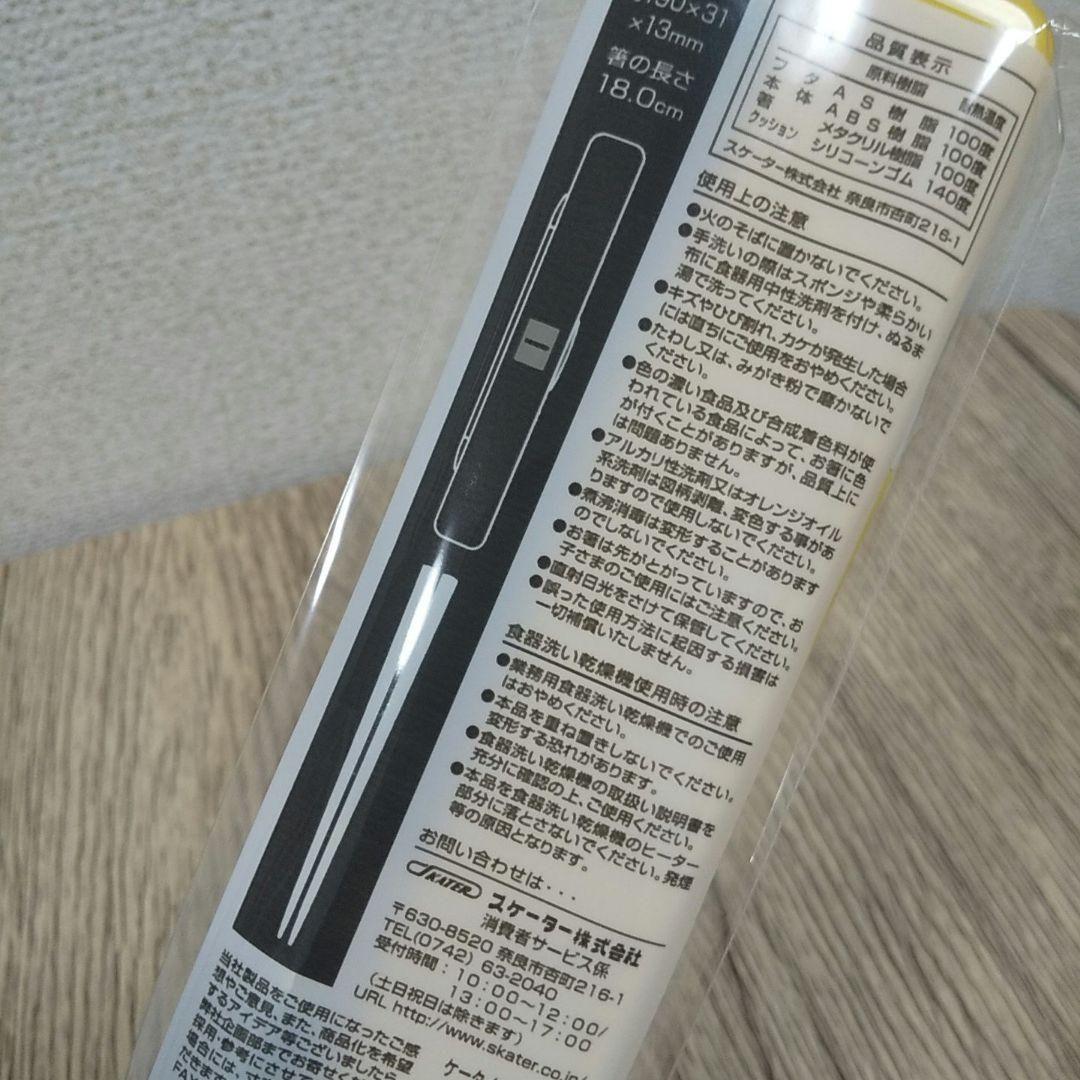 190×31
×13mm
箸の長さ
18.0cm
品質表示
原料樹脂 耐熱温度
フタ AS樹脂 100度
本体 ABS樹脂 100度
箸 メタクリル樹脂 100度
クッション シリコーンゴム 140度
スケーター株式会社 奈良市杏町216-1
使用上の注意
●火のそばに置かないでください。
●手洗いの際はスポンジや柔らかい
布に食器用中性洗剤を付け、ぬるま
湯で洗ってください。
●キズやひび割れ、カケが発生した場合
には直ちにご使用をおやめください。
●たわし又は、みがき粉で磨かないで
ください。
●色の濃い食品及び合成着色料が使
われている食品によって、お箸に色
が付くことがありますが、品質上に
は問題ありません。
●アルカリ性洗剤又はオレンジオイル
系洗剤は図柄剥離、変色する事があ
りますので使用しないでください。
●煮沸消毒は変形することがあります
のでしないでください。
●お箸は先がとがっていますので、お
子さまのご使用にはご注意ください。
●直射日光をさけて保管してください。
●誤った使用方法に起因する損害は
一切補償いたしません。
食器洗い乾燥機使用時の注意
●業務用食器洗い乾燥機でのご使用
はおやめください。
●本品を重ね置きしないでください。
変形する恐れがあります。
●食器洗い乾燥機の取扱い説明書を
充分に確認の上、ご使用ください。
●本品を食器洗い乾燥機のヒーター
部分に落とさないでください。発煙
等の原因となります。
お問い合わせは・・・
SKATER スケーター株式会社
消費者サービス係
〒630-8520 奈良市杏町216-1
TEL(0742) 63-2040
受付時間：10:00〜12:00/
13:00〜17:00
(土日祝日は除きます)
URL http://www.skater.co.jp/
当社製品をご使用になったご感
想やご意見、また、商品化を希望
するアイデア等ございましたら
弊社企画部までお寄せくだ
採用・参考にさせて
場合には、
だきます
FAX